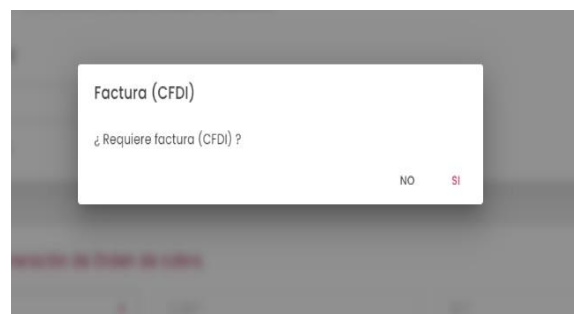 Factura (CFDI)
¿ Requiere factura (CFDI) ?
NO SI